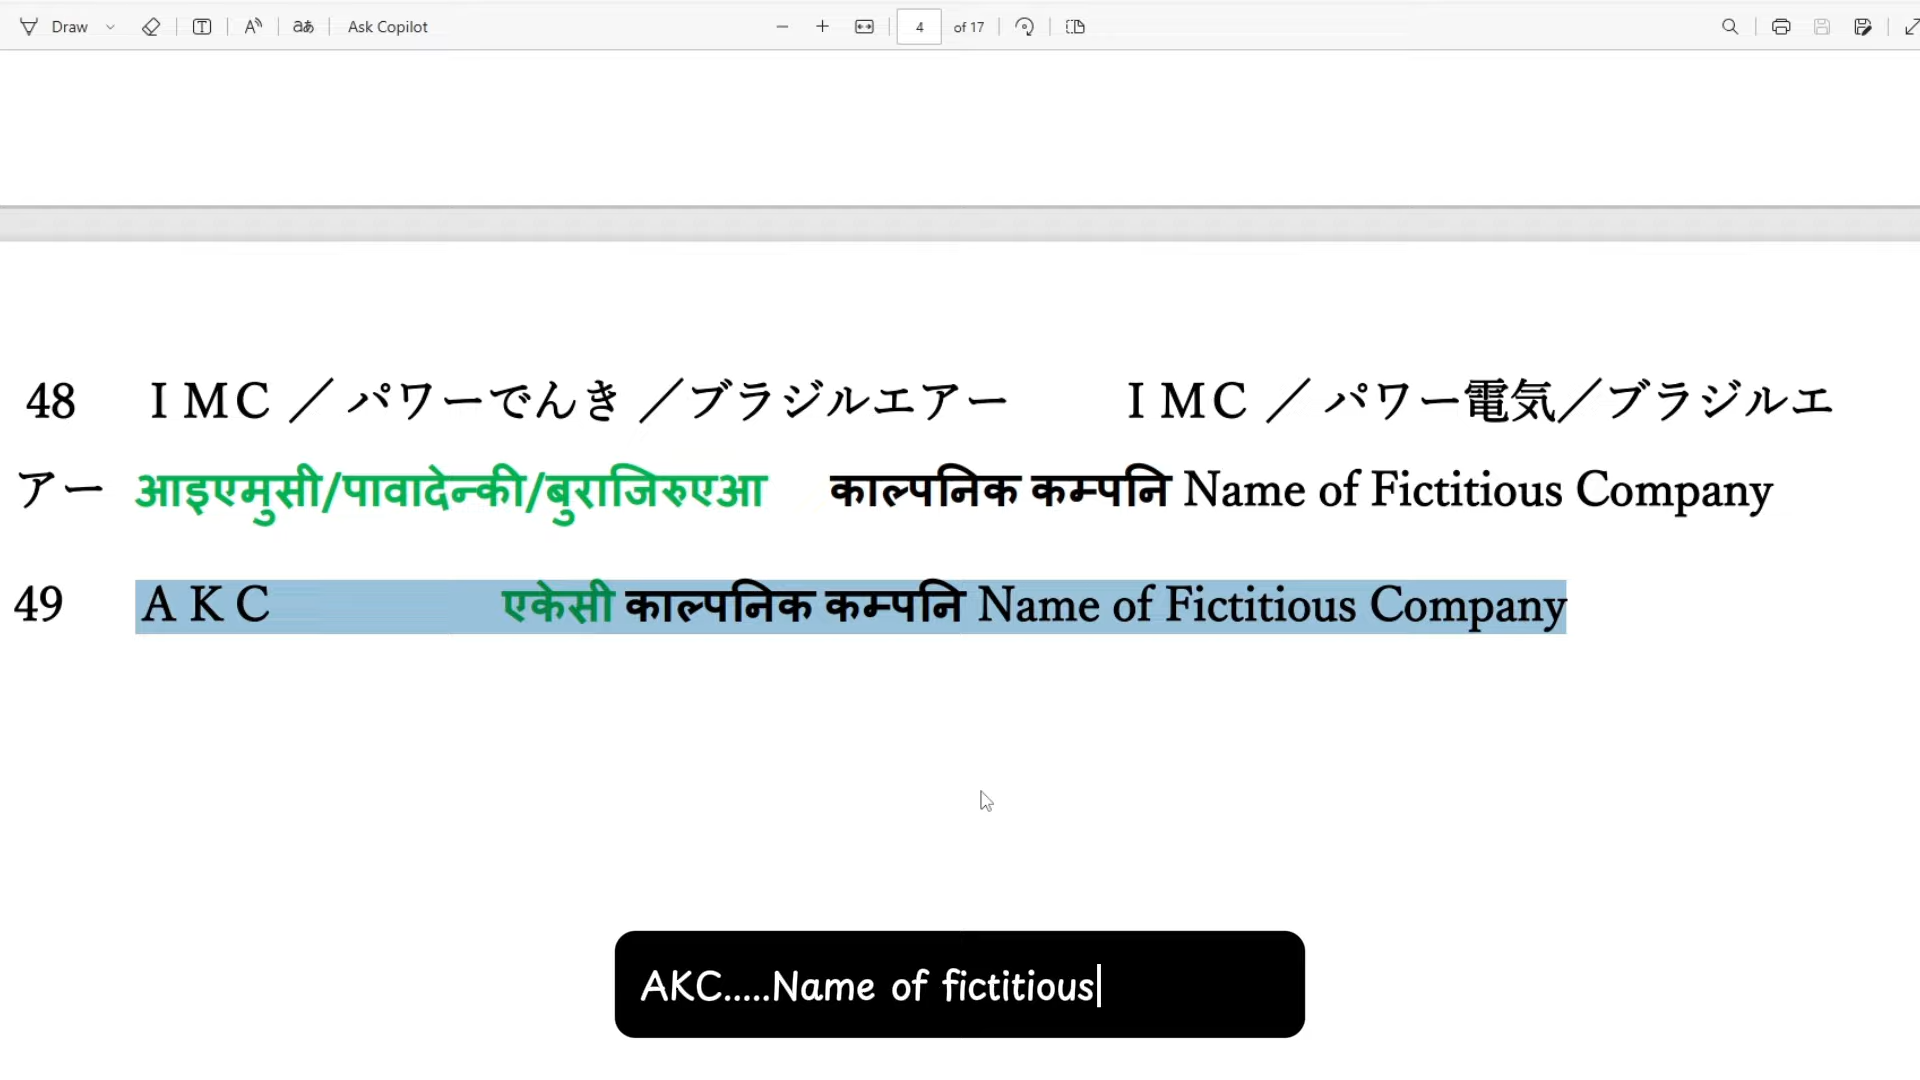 Draw Ask Copilot 4 of 17
48 ＩＭＣ ／ パワーでんき ／ブラジルエアー ＩＭＣ ／ パワー電気／ブラジルエ
アー आइएमुसी/पावादेन्की/बुराजिरुएआ काल्पनिक कम्पनि Name of Fictitious Company
49 ＡＫＣ एकेसी काल्पनिक कम्पनि Name of Fictitious Company
AKC.....Name of fictitious